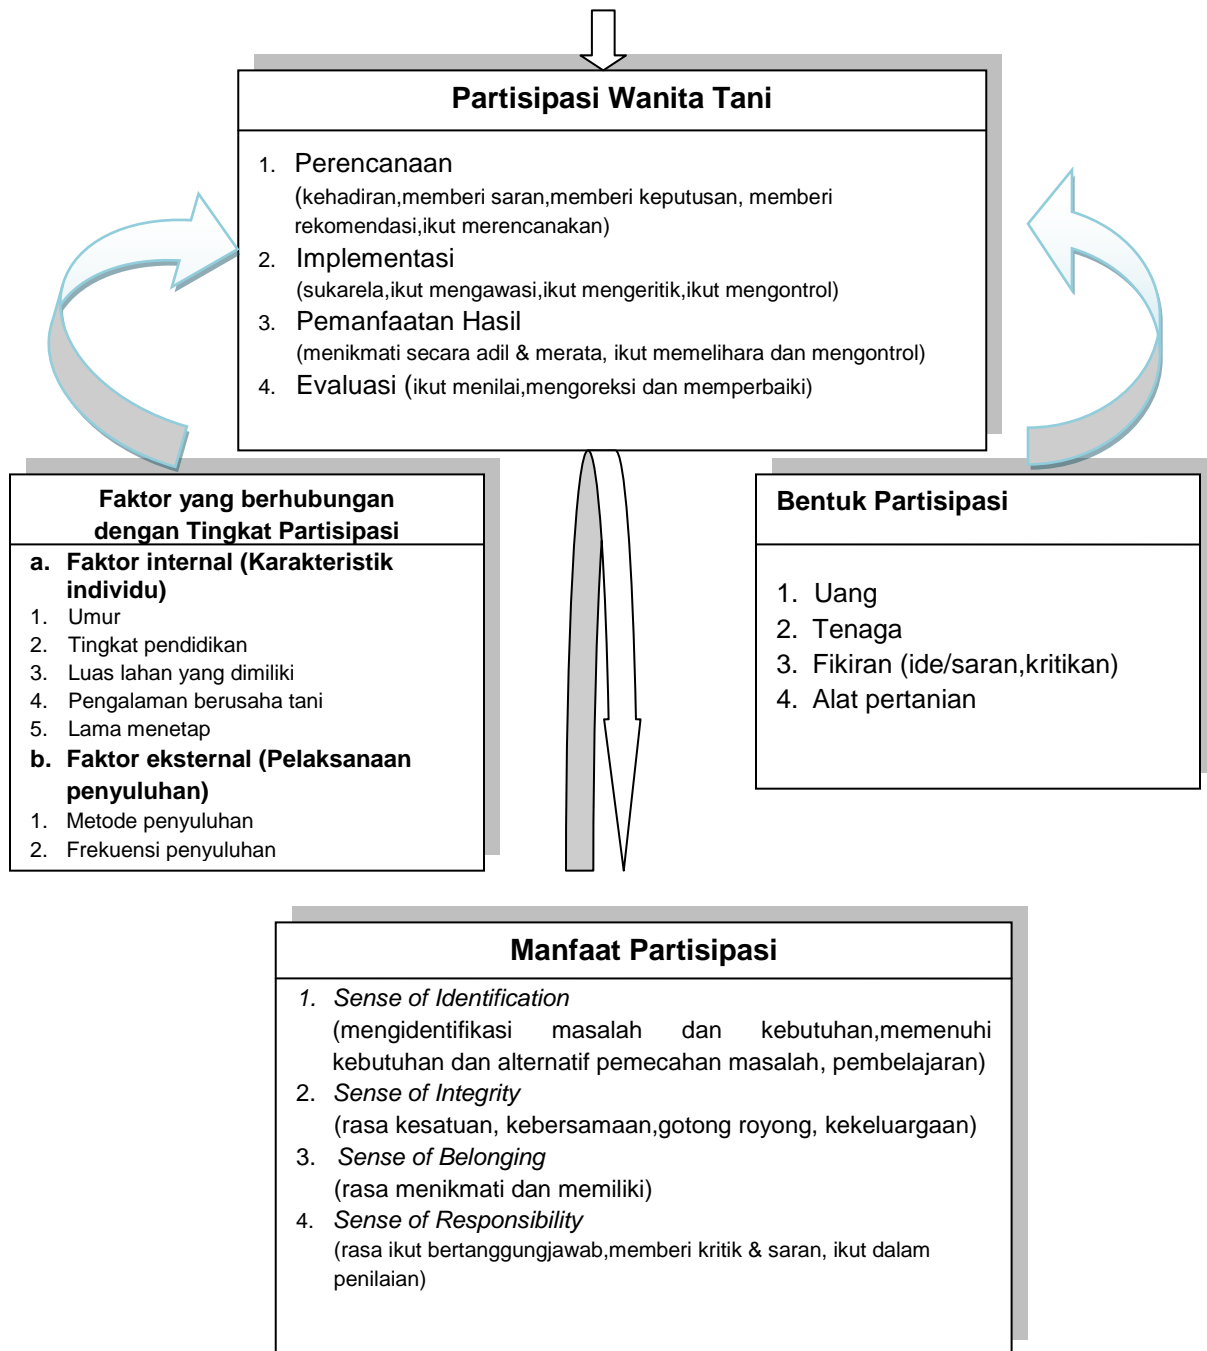 Partisipasi Wanita Tani
1. Perencanaan
(kehadiran,memberi saran,memberi keputusan, memberi
rekomendasi,ikut merencanakan)
2. Implementasi
(sukarela,ikut mengawasi,ikut mengeritik,ikut mengontrol)
3. Pemanfaatan Hasil
(menikmati secara adil & merata, ikut memelihara dan mengontrol)
4. Evaluasi (ikut menilai,mengoreksi dan memperbaiki)
Faktor yang berhubungan
dengan Tingkat Partisipasi
a. Faktor internal (Karakteristik
individu)
1. Umur
2. Tingkat pendidikan
3. Luas lahan yang dimiliki
4. Pengalaman berusaha tani
5. Lama menetap
b. Faktor eksternal (Pelaksanaan
penyuluhan)
1. Metode penyuluhan
2. Frekuensi penyuluhan
Bentuk Partisipasi
1. Uang
2. Tenaga
3. Fikiran (ide/saran,kritikan)
4. Alat pertanian
Manfaat Partisipasi
1. Sense of Identification
(mengidentifikasi masalah dan kebutuhan,memenuhi
kebutuhan dan alternatif pemecahan masalah, pembelajaran)
2. Sense of Integrity
(rasa kesatuan, kebersamaan,gotong royong, kekeluargaan)
3. Sense of Belonging
(rasa menikmati dan memiliki)
4. Sense of Responsibility
(rasa ikut bertanggungjawab,memberi kritik & saran, ikut dalam
penilaian)